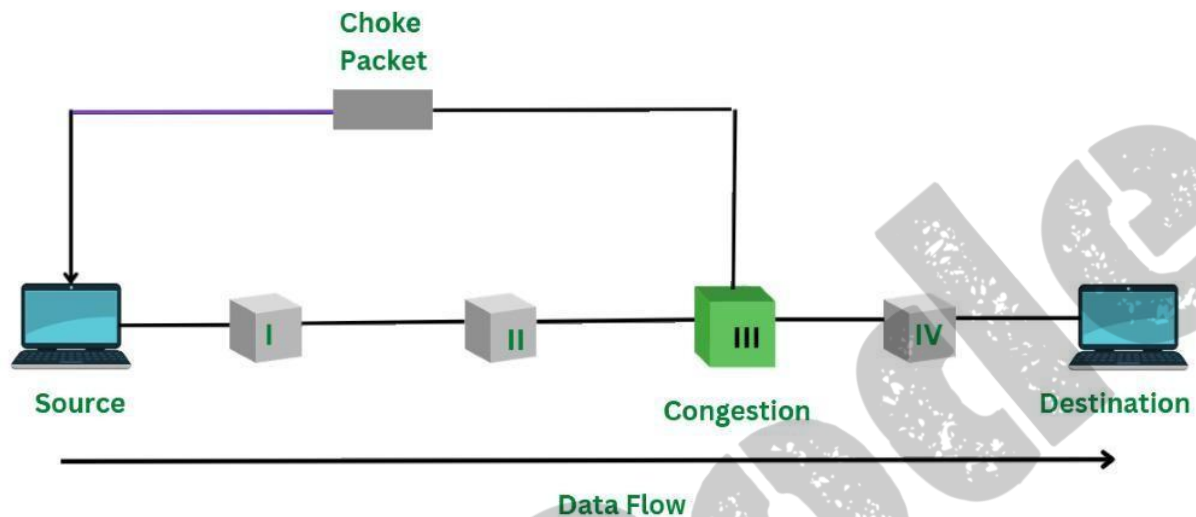 Choke
Packet
I
II
III
IV
Source
Congestion
Destination
Data Flow